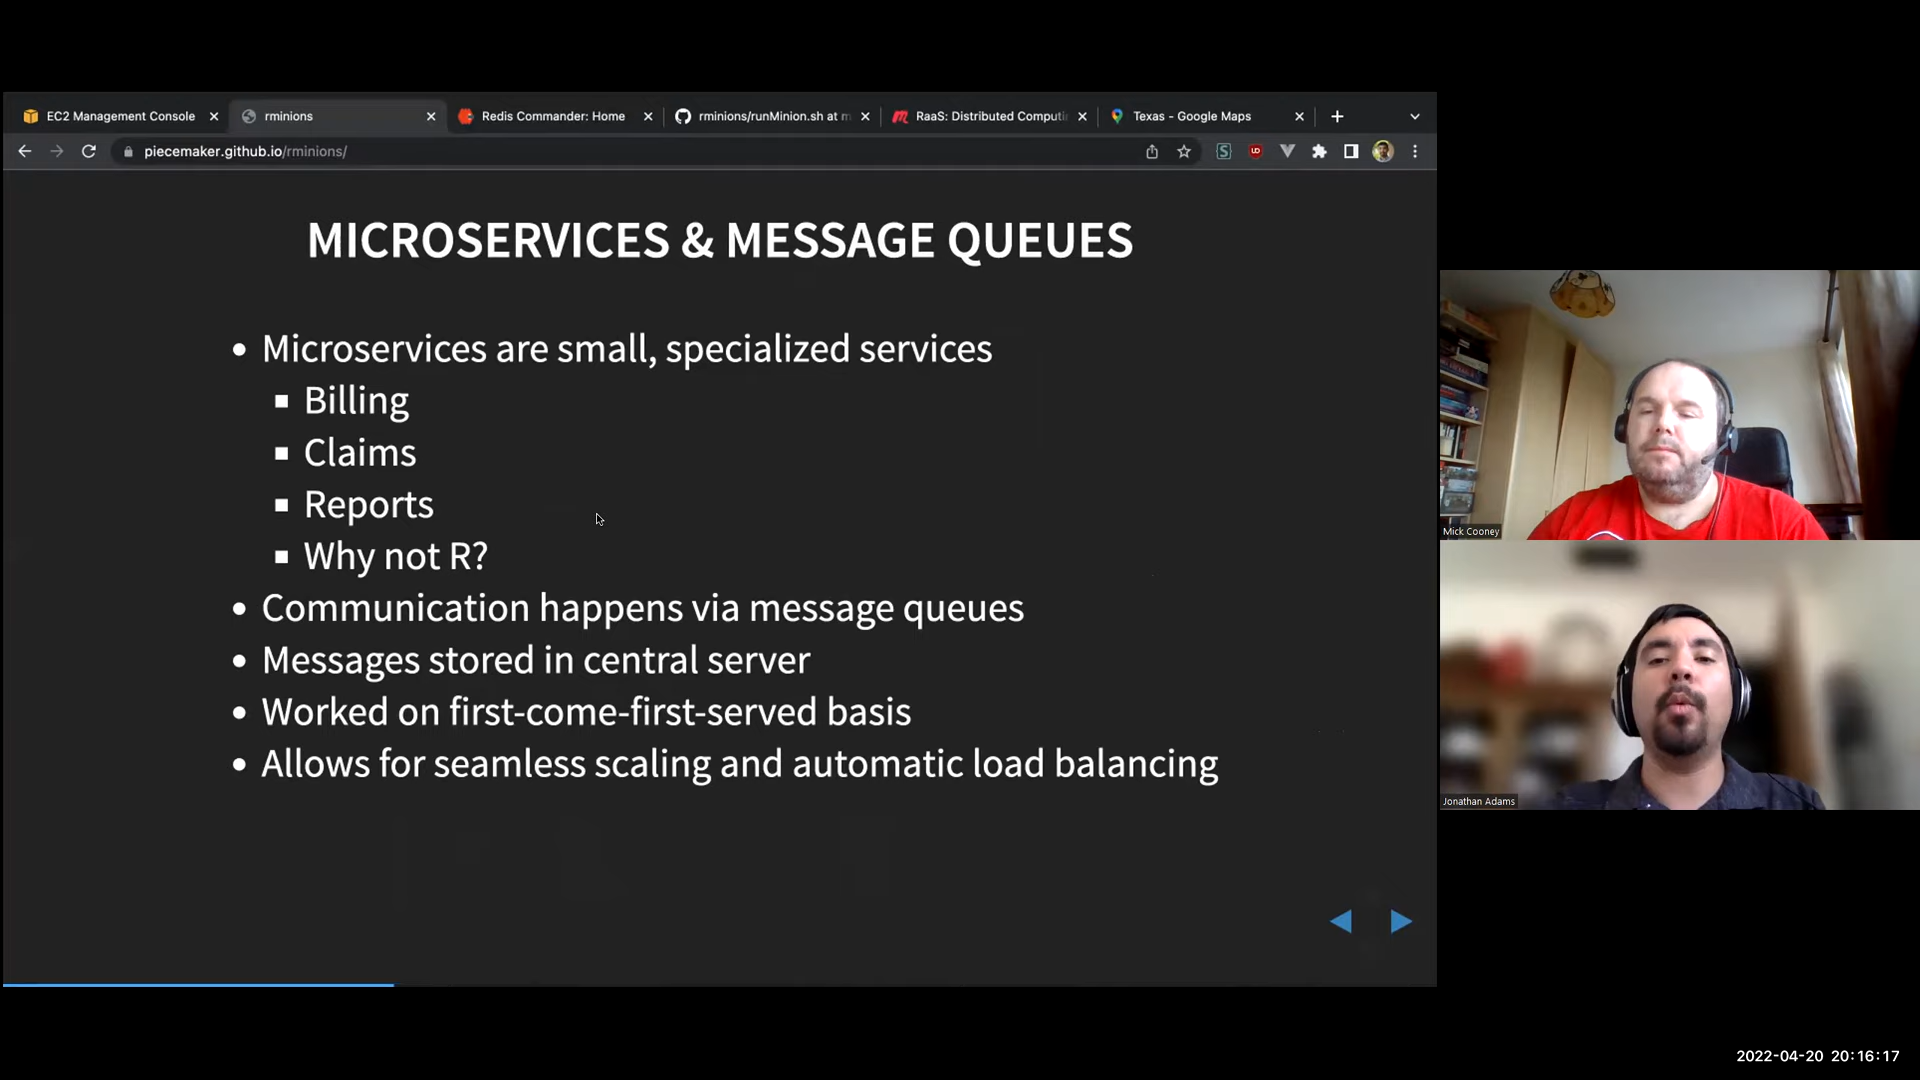 EC2 Management Console
rminions
Redis Commander: Home
rminions/runMinion.sh at m
RaaS: Distributed Computi
Texas - Google Maps
piecemaker.github.io/rminions/
MICROSERVICES & MESSAGE QUEUES
• Microservices are small, specialized services
▪ Billing
▪ Claims
▪ Reports
▪ Why not R?
• Communication happens via message queues
• Messages stored in central server
• Worked on first-come-first-served basis
• Allows for seamless scaling and automatic load balancing
Mick Cooney
Jonathan Adams
2022-04-20 20:16:17